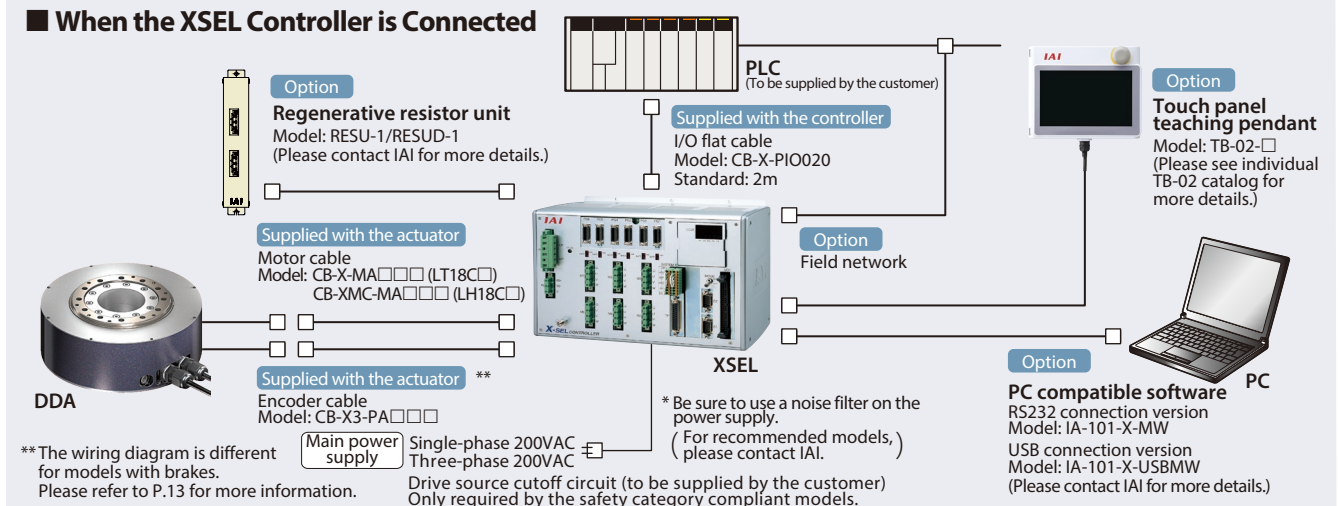 ■ When the XSEL Controller is Connected
Option
Regenerative resistor unit
Model: RESU-1/RESUD-1
(Please contact IAI for more details.)
IAI
PLC
(To be supplied by the customer)
Supplied with the controller
I/O flat cable
Model: CB-X-PIO020
Standard: 2m
IAI
Option
Touch panel
teaching pendant
Model: TB-02-□
(Please see individual
TB-02 catalog for
more details.)
Supplied with the actuator
Motor cable
Model: CB-X-MA□□□ (LT18C□)
CB-XMC-MA□□□ (LH18C□)
IAI
X-SEL CONTROLLER
XSEL
Option
Field network
DDA
Supplied with the actuator **
Encoder cable
Model: CB-X3-PA□□□
** The wiring diagram is different
for models with brakes.
Please refer to P.13 for more information.
Main power
supply
Single-phase 200VAC
Three-phase 200VAC
Drive source cutoff circuit (to be supplied by the customer)
Only required by the safety category compliant models.
* Be sure to use a noise filter on the
power supply.
(For recommended models,
please contact IAI.)
PC
Option
PC compatible software
RS232 connection version
Model: IA-101-X-MW
USB connection version
Model: IA-101-X-USBMW
(Please contact IAI for more details.)